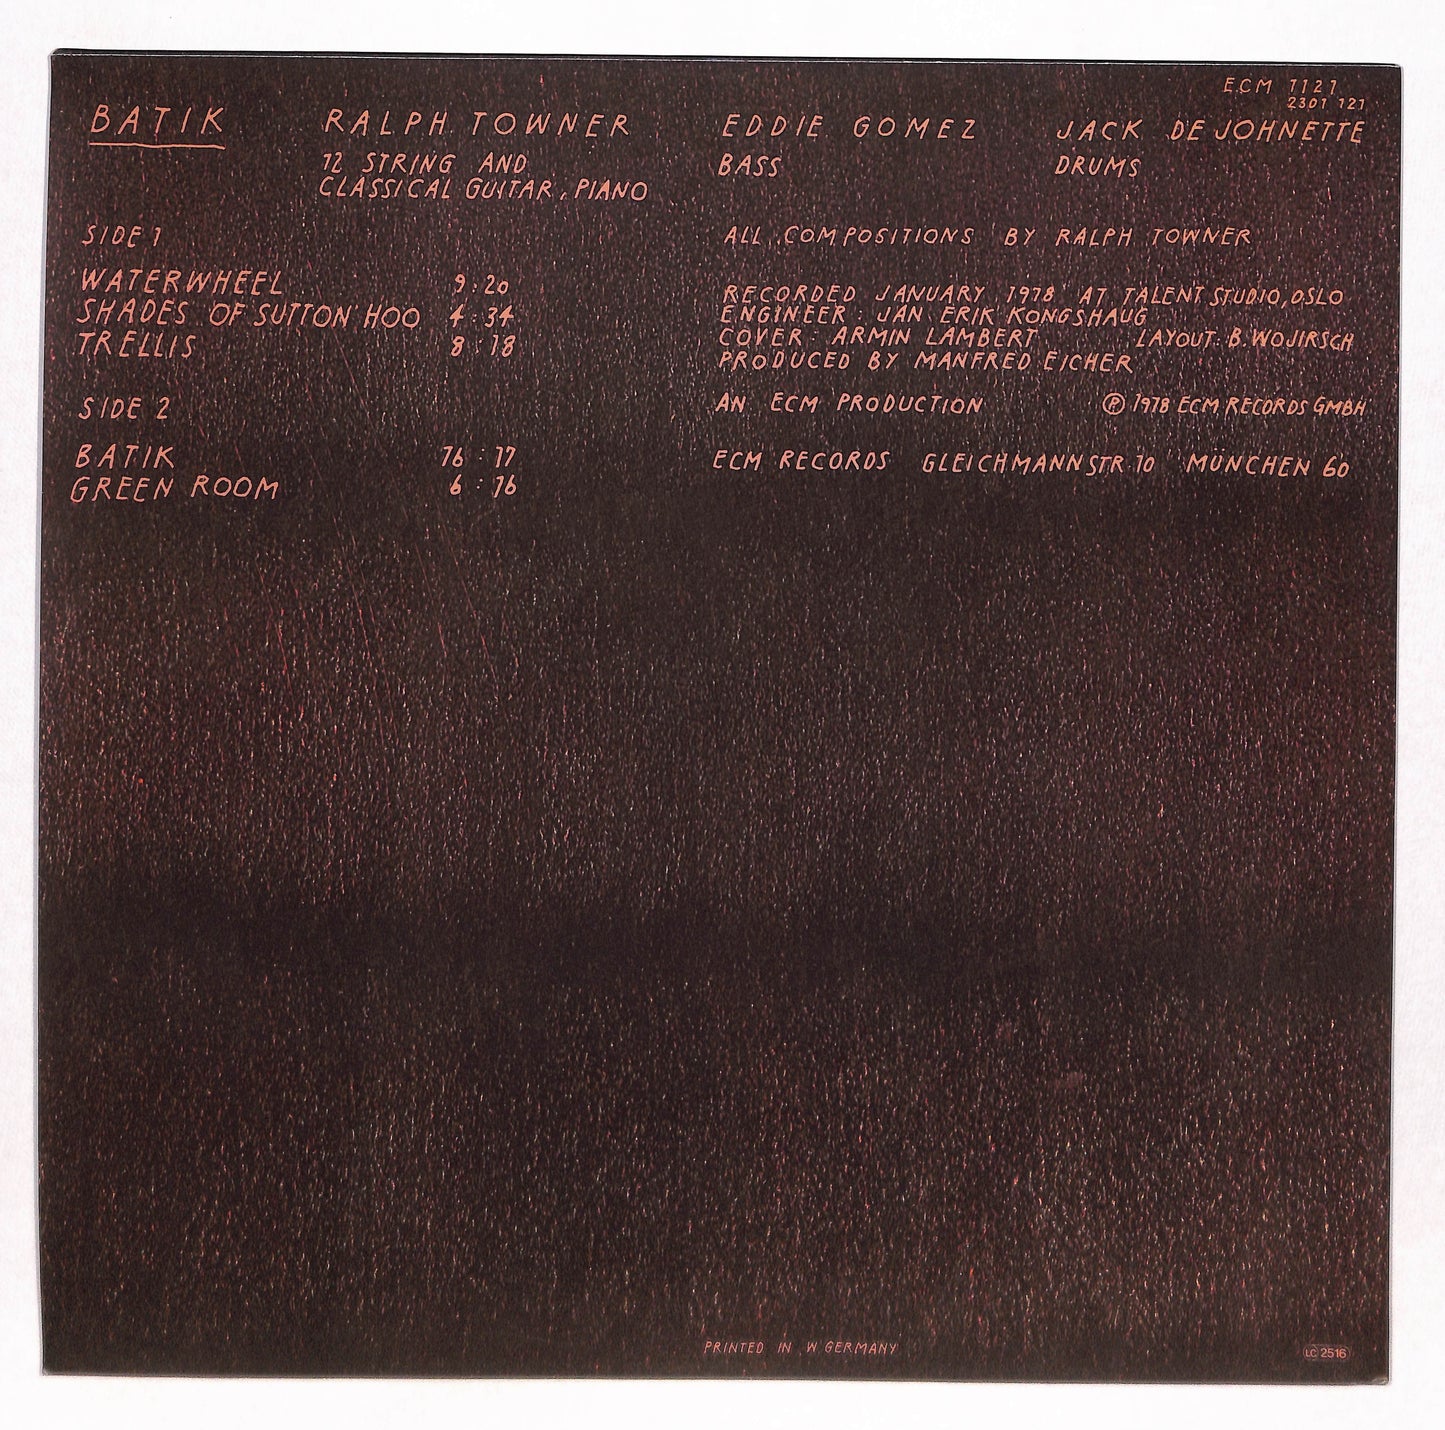 ECM 1121
2301 121
BATIK
RALPH TOWNER
12 STRING AND
CLASSICAL GUITAR, PIANO
EDDIE GOMEZ
BASS
JACK DE JOHNETTE
DRUMS
SIDE 1
WATERWHEEL 9:20
SHADES OF SUTTON HOO 4:34
TRELLIS 8:18
SIDE 2
BATIK 16:17
GREEN ROOM 6:16
ALL COMPOSITIONS BY RALPH TOWNER
RECORDED JANUARY 1978 AT TALENT STUDIO, OSLO
ENGINEER: JAN ERIK KONGSHAUG
COVER: ARMIN LAMBERT LAYOUT: B. WOJIRSCH
PRODUCED BY MANFRED EICHER
AN ECM PRODUCTION ℗ 1978 ECM RECORDS GMBH
ECM RECORDS GLEICHMANNSTR. 10 MÜNCHEN 60
PRINTED IN W GERMANY
LC 2516